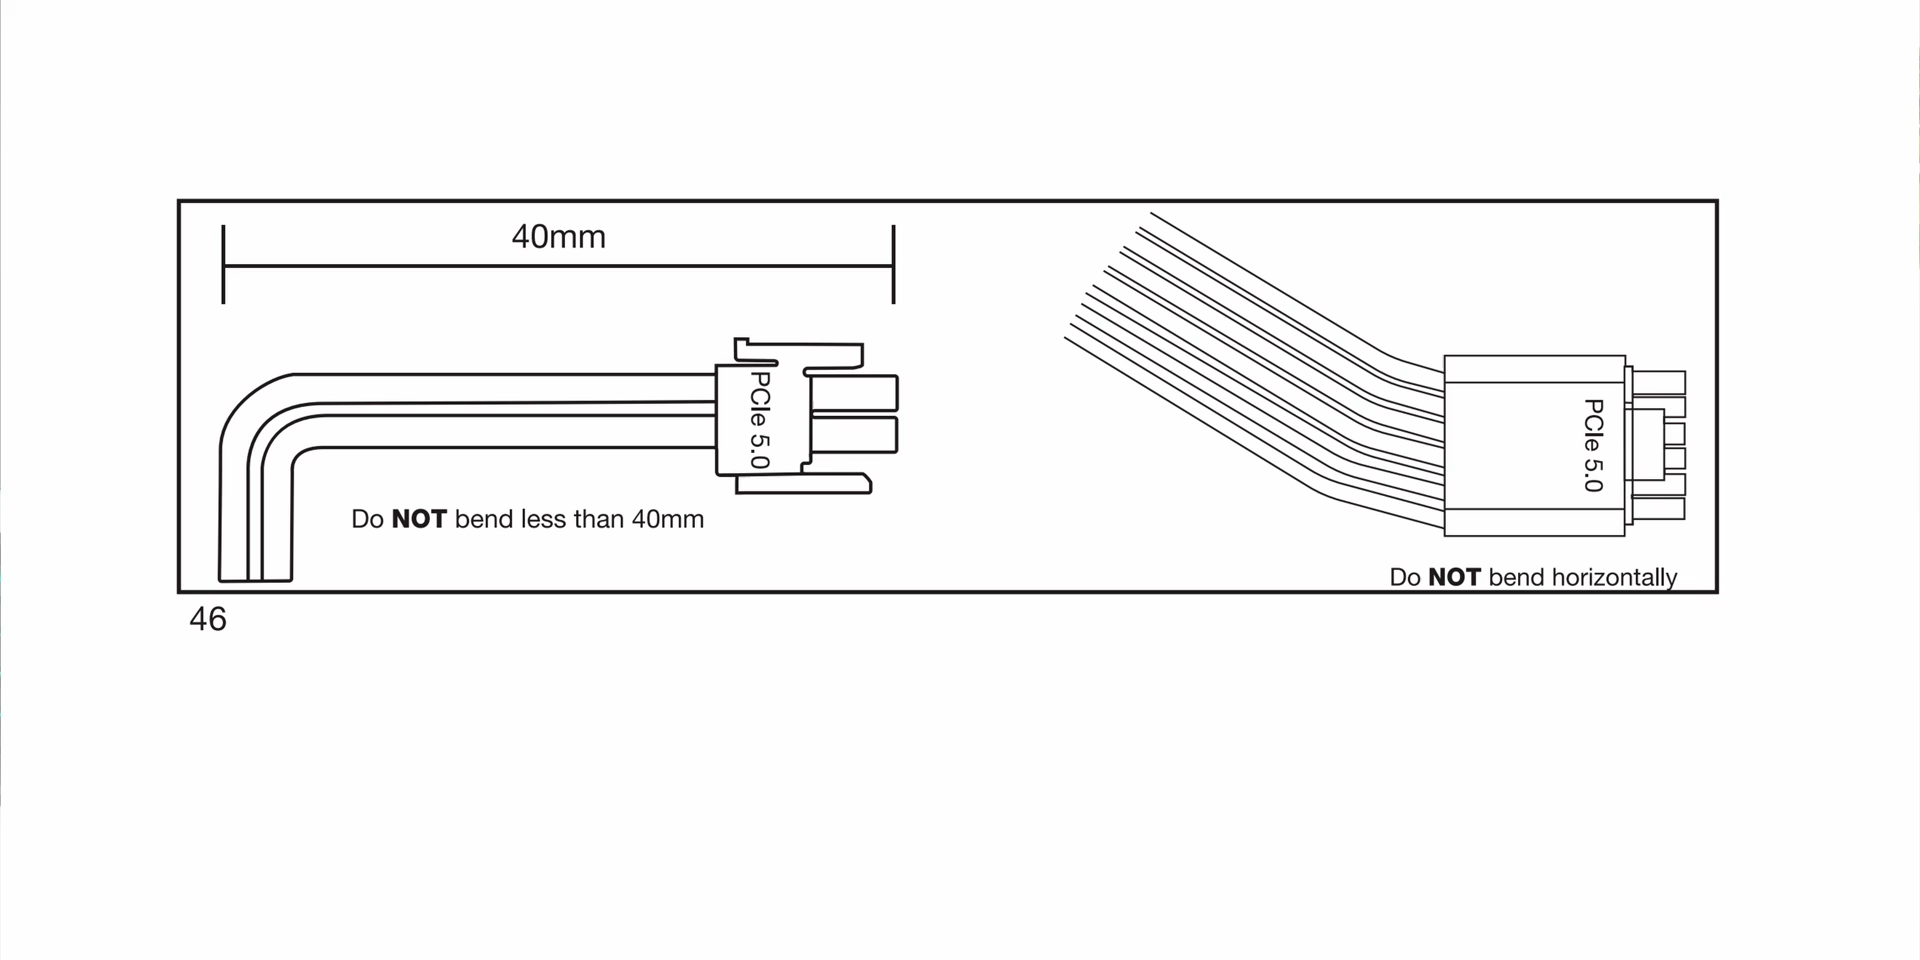 40mm
PCIe 5.0
Do NOT bend less than 40mm
PCIe 5.0
Do NOT bend horizontally
46